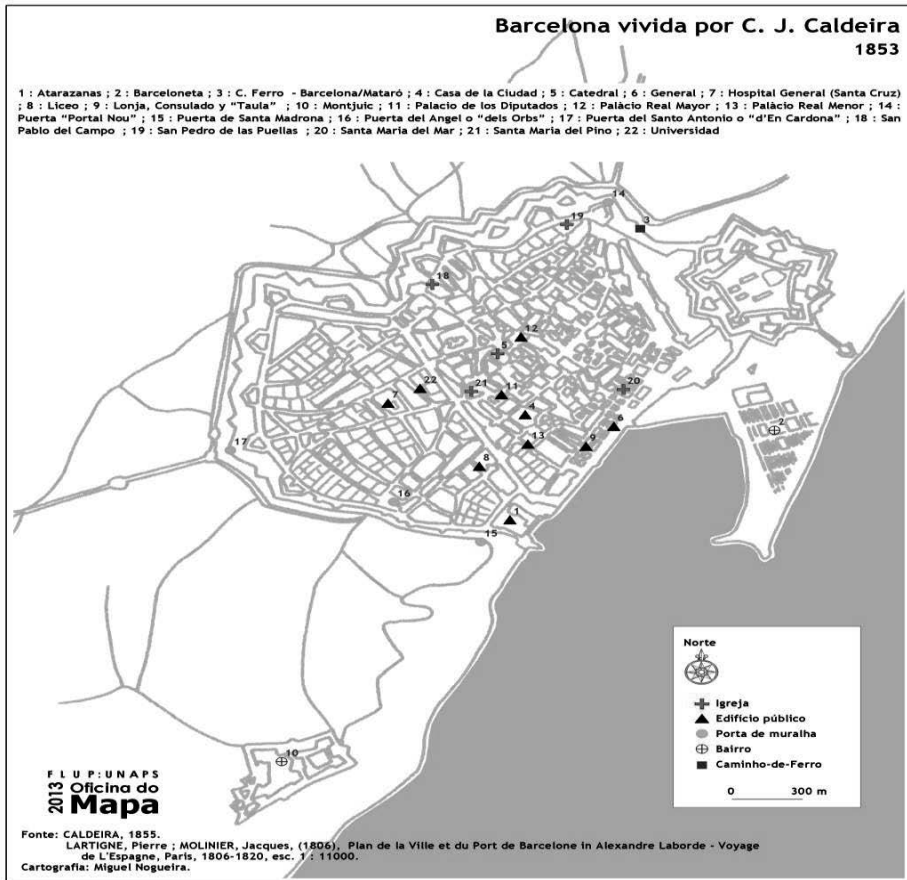 Barcelona vivida por C. J. Caldeira
1853
1 : Atarazanas ; 2 : Barceloneta ; 3 : C. Ferro - Barcelona/Mataró ; 4 : Casa de la Ciudad ; 5 : Catedral ; 6 : General ; 7 : Hospital General (Santa Cruz)
; 8 : Liceo ; 9 : Lonja, Consulado y “Taula” ; 10 : Montjuic ; 11 : Palacio de los Diputados ; 12 : Palàcio Real Mayor ; 13 : Palàcio Real Menor ; 14 :
Puerta “Portal Nou” ; 15 : Puerta de Santa Madrona ; 16 : Puerta del Angel o “dels Orbs” ; 17 : Puerta del Santo Antonio o “d’En Cardona” ; 18 : San
Pablo del Campo ; 19 : San Pedro de las Puellas ; 20 : Santa Maria del Mar ; 21 : Santa Maria del Pino ; 22 : Universidad
14
19
3
18
12
5
22
21
11
20
7
4
6
2
13
9
17
8
16
1
15
10
Norte
Igreja
Edifício público
Porta de muralha
Bairro
Caminho-de-Ferro
0 300 m
FLUP:UNAPS
2013 Oficina do
Mapa
Fonte: CALDEIRA, 1855.
LARTIGNE, Pierre ; MOLINIER, Jacques, (1806), Plan de la Ville et du Port de Barcelone in Alexandre Laborde - Voyage
de L'Espagne, Paris, 1806-1820, esc. 1 : 11000.
Cartografia: Miguel Nogueira.